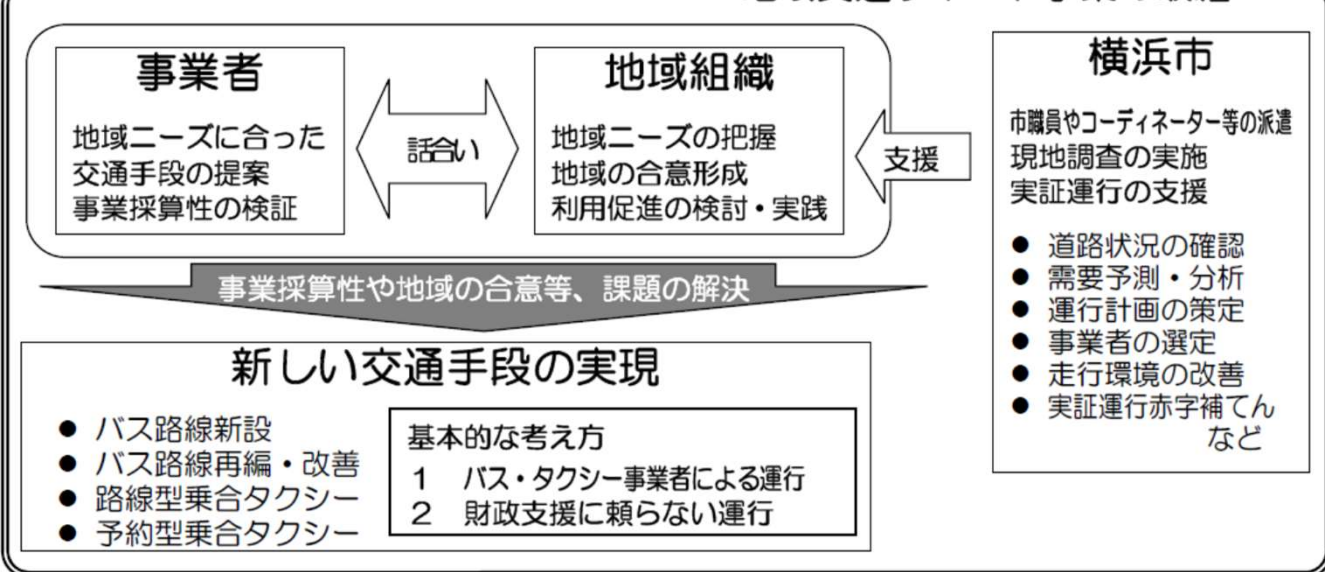 事業者
地域ニーズに合った
交通手段の提案
事業採算性の検証
話合い
地域組織
地域ニーズの把握
地域の合意形成
利用促進の検討・実践
支援
横浜市
市職員やコーディネーター等の派遣
現地調査の実施
実証運行の支援
● 道路状況の確認
● 需要予測・分析
● 運行計画の策定
● 事業者の選定
● 走行環境の改善
● 実証運行赤字補てん
など
事業採算性や地域の合意等、課題の解決
新しい交通手段の実現
● バス路線新設
● バス路線再編・改善
● 路線型乗合タクシー
● 予約型乗合タクシー
基本的な考え方
1 バス・タクシー事業者による運行
2 財政支援に頼らない運行